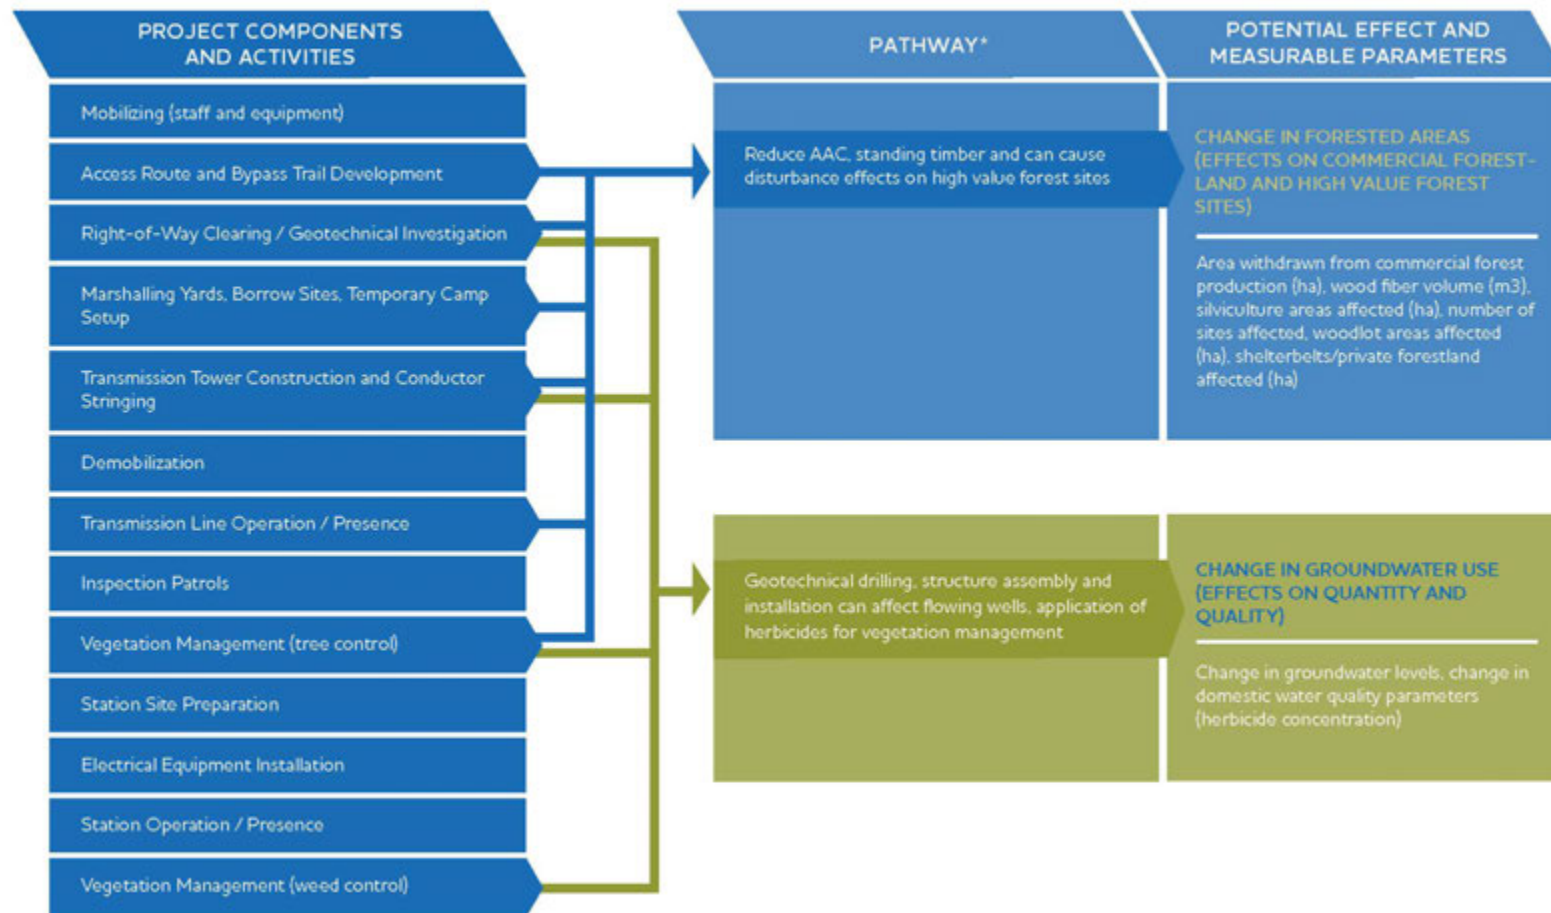 PROJECT COMPONENTS
AND ACTIVITIES
Mobilizing (staff and equipment)
Access Route and Bypass Trail Development
Right-of-Way Clearing / Geotechnical Investigation
Marshalling Yards, Borrow Sites, Temporary Camp
Setup
Transmission Tower Construction and Conductor
Stringing
Demobilization
Transmission Line Operation / Presence
Inspection Patrols
Vegetation Management (tree control)
Station Site Preparation
Electrical Equipment Installation
Station Operation / Presence
Vegetation Management (weed control)
PATHWAY*
Reduce AAC, standing timber and can cause
disturbance effects on high value forest sites
Geotechnical drilling, structure assembly and
installation can affect flowing wells, application of
herbicides for vegetation management
POTENTIAL EFFECT AND
MEASURABLE PARAMETERS
CHANGE IN FORESTED AREAS
(EFFECTS ON COMMERCIAL FOREST-
LAND AND HIGH VALUE FOREST
SITES)
Area withdrawn from commercial forest
production (ha), wood fiber volume (m3),
silviculture areas affected (ha), number of
sites affected, woodlot areas affected
(ha), shelterbelts/private forestland
affected (ha)
CHANGE IN GROUNDWATER USE
(EFFECTS ON QUANTITY AND
QUALITY)
Change in groundwater levels, change in
domestic water quality parameters
(herbicide concentration)